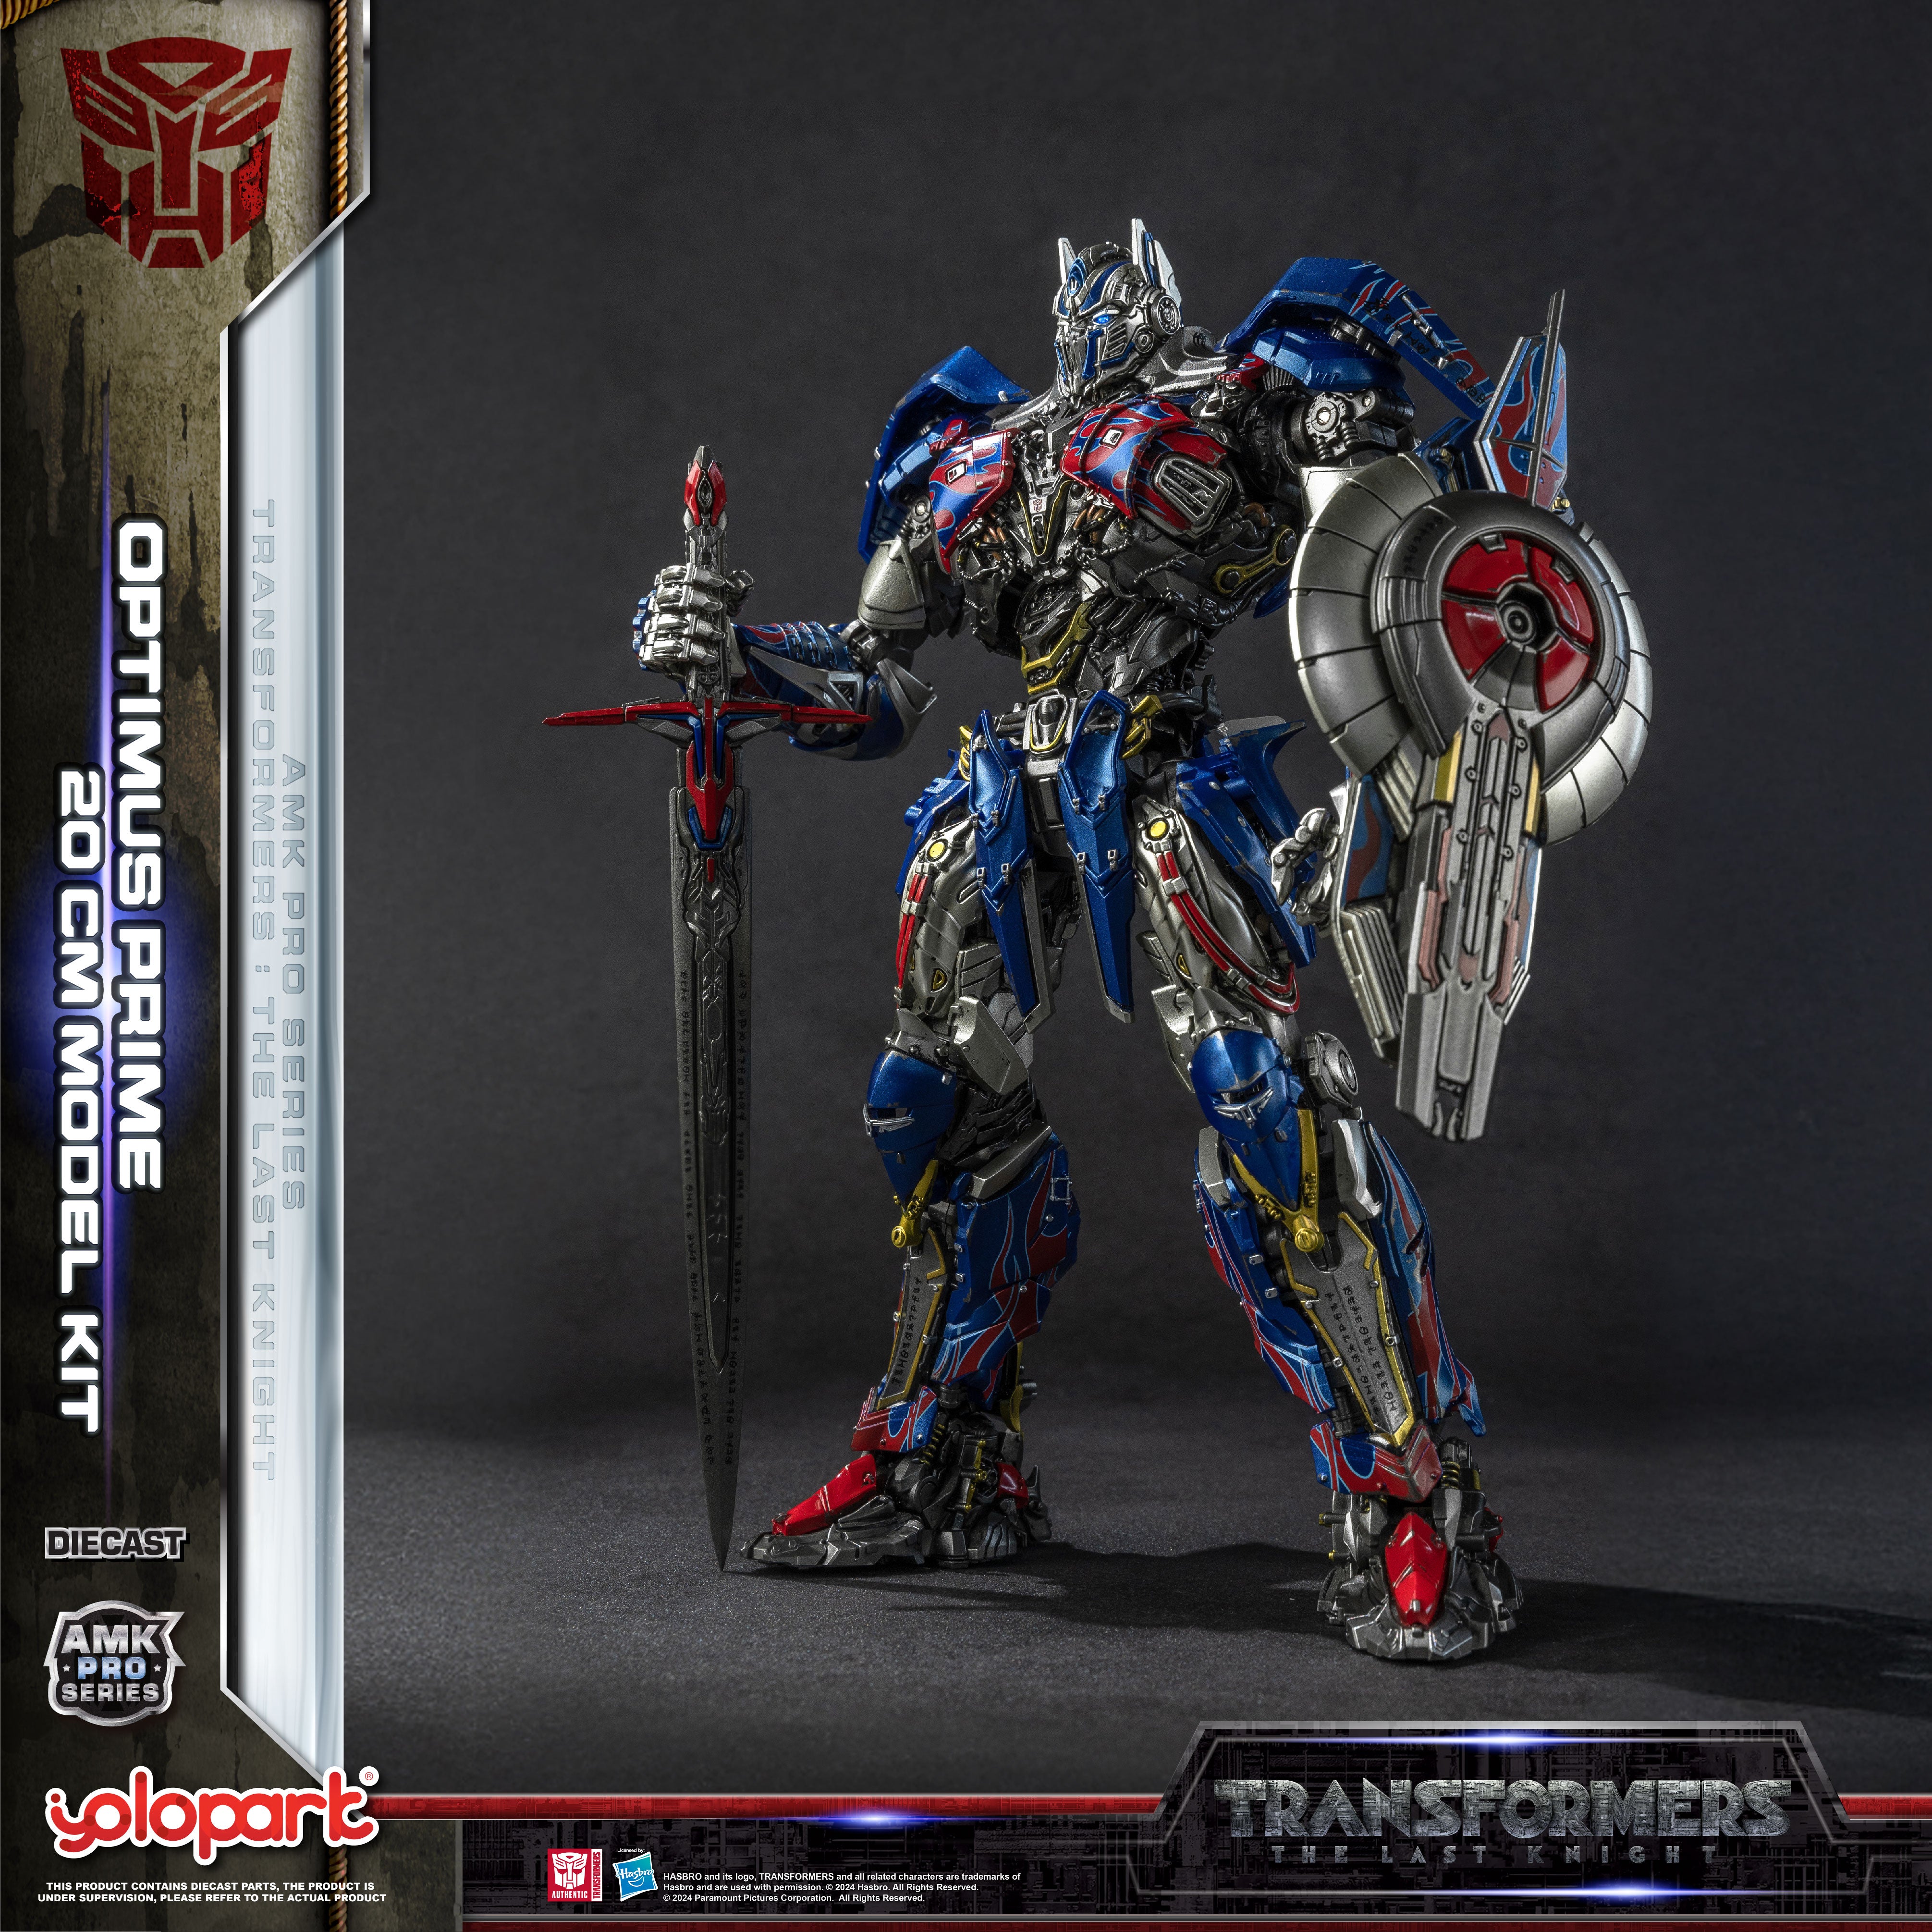 OPTIMUS PRIME
20 CM MODEL KIT
AMK PRO SERIES
TRANSFORMERS : THE LAST KNIGHT
DIECAST
AMK
PRO
SERIES
yolopart®
THIS PRODUCT CONTAINS DIECAST PARTS, THE PRODUCT IS
UNDER SUPERVISION, PLEASE REFER TO THE ACTUAL PRODUCT
AUTHENTIC
TRANSFORMERS
Licensed by:
Hasbro
HASBRO and its logo, TRANSFORMERS and all related characters are trademarks of
Hasbro and are used with permission. © 2024 Hasbro. All Rights Reserved.
© 2024 Paramount Pictures Corporation. All Rights Reserved.
TRANSFORMERS
THE LAST KNIGHT